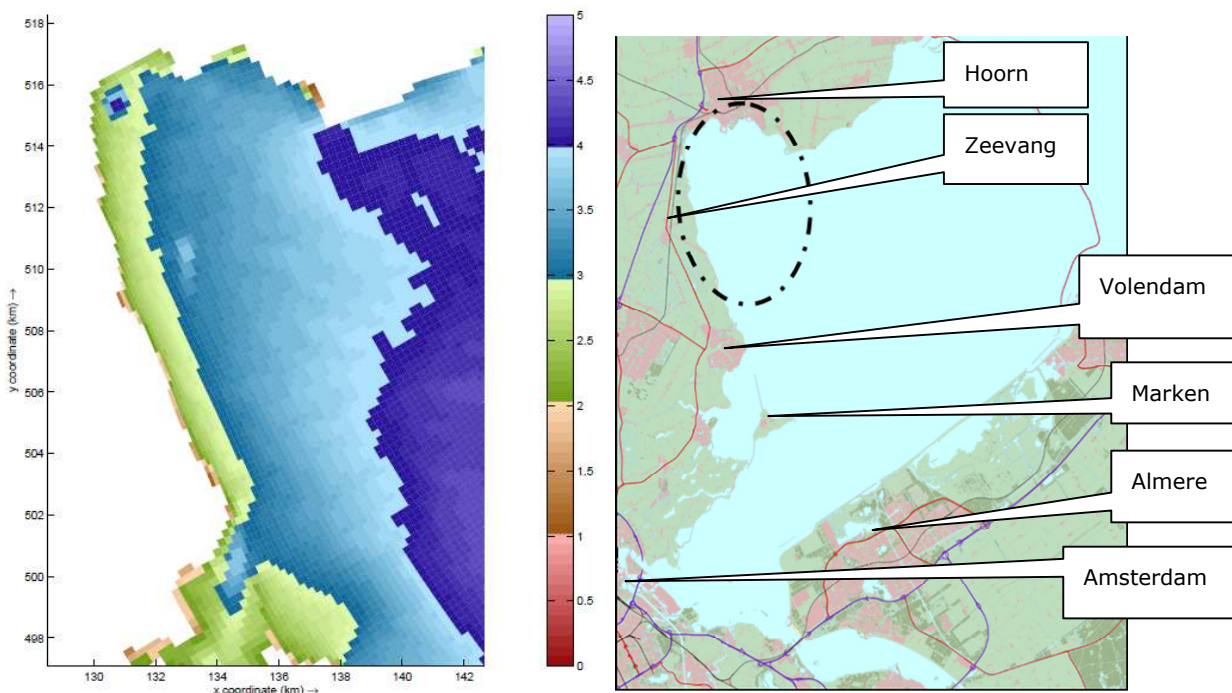 518
516
514
512
510
508
506
504
502
500
498
y coordinate (km) →
130 132 134 136 138 140 142
x coordinate (km) →
5
4.5
4
3.5
3
2.5
2
1.5
1
0.5
0
Hoorn
Zeevang
Volendam
Marken
Almere
Amsterdam